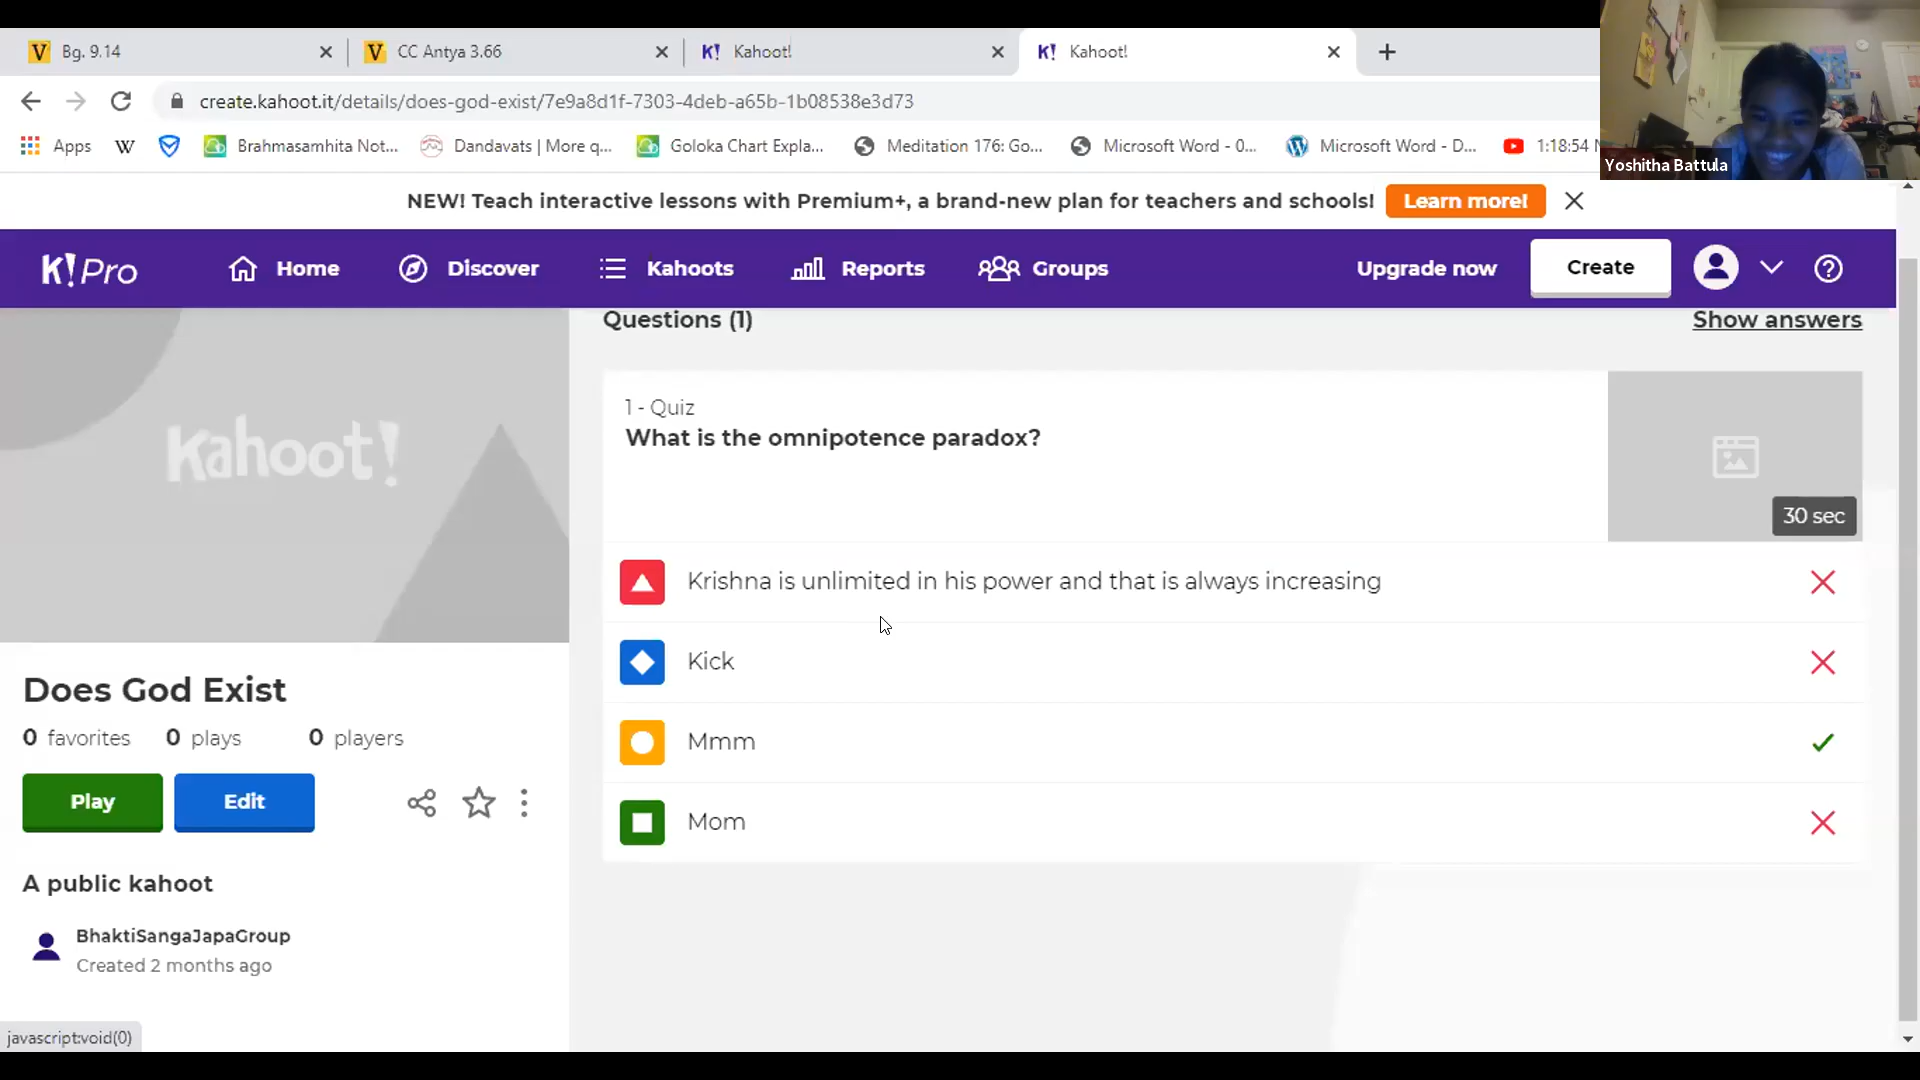 Bg. 9.14
CC Antya 3.66
K! Kahoot!
K! Kahoot!
create.kahoot.it/details/does-god-exist/7e9a8d1f-7303-4deb-a65b-1b08538e3d73
Apps
W
Brahmasamhita Not...
Dandavats | More q...
Goloka Chart Expla...
Meditation 176: Go...
Microsoft Word - 0...
Microsoft Word - D...
1:18:54
Yoshitha Battula
NEW! Teach interactive lessons with Premium+, a brand-new plan for teachers and schools!
Learn more!
K! Pro
Home
Discover
Kahoots
Reports
Groups
Upgrade now
Create
Questions (1)
Show answers
Kahoot!
1 - Quiz
What is the omnipotence paradox?
30 sec
Krishna is unlimited in his power and that is always increasing
Kick
Mmm
Mom
Does God Exist
0 favorites
0 plays
0 players
Play
Edit
A public kahoot
BhaktiSangaJapaGroup
Created 2 months ago
javascript:void(0)